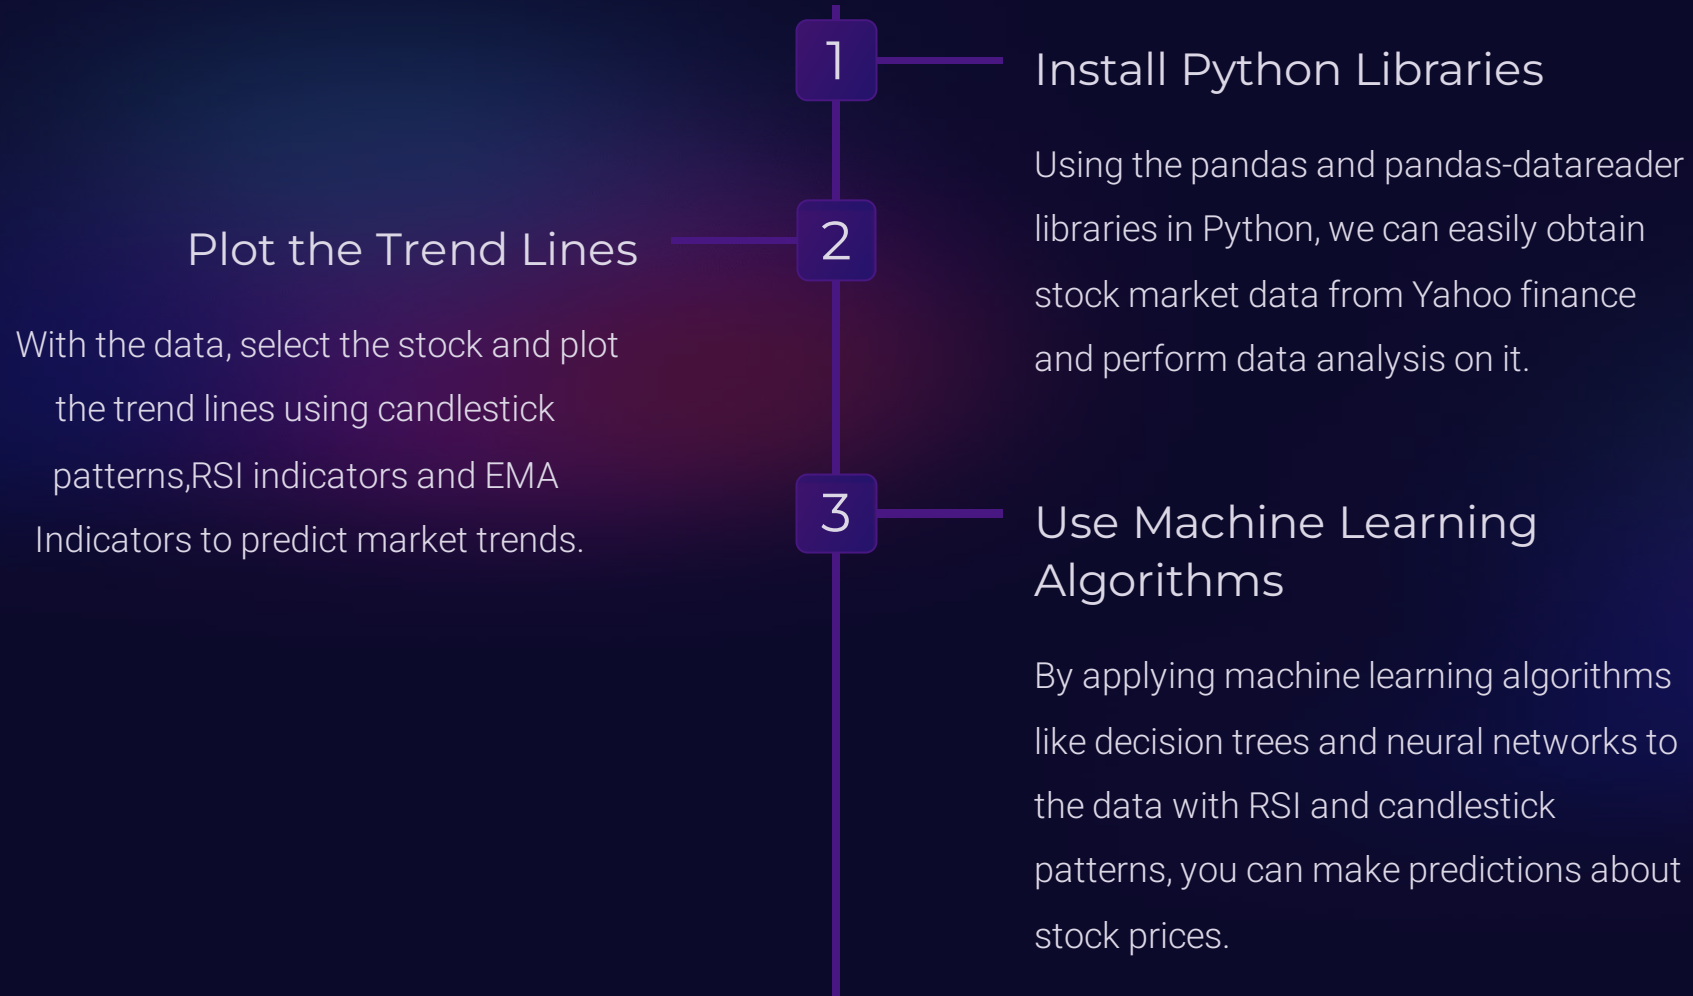 1
Install Python Libraries
Using the pandas and pandas-datareader
libraries in Python, we can easily obtain
stock market data from Yahoo finance
and perform data analysis on it.
2
Plot the Trend Lines
With the data, select the stock and plot
the trend lines using candlestick
patterns,RSI indicators and EMA
Indicators to predict market trends.
3
Use Machine Learning
Algorithms
By applying machine learning algorithms
like decision trees and neural networks to
the data with RSI and candlestick
patterns, you can make predictions about
stock prices.